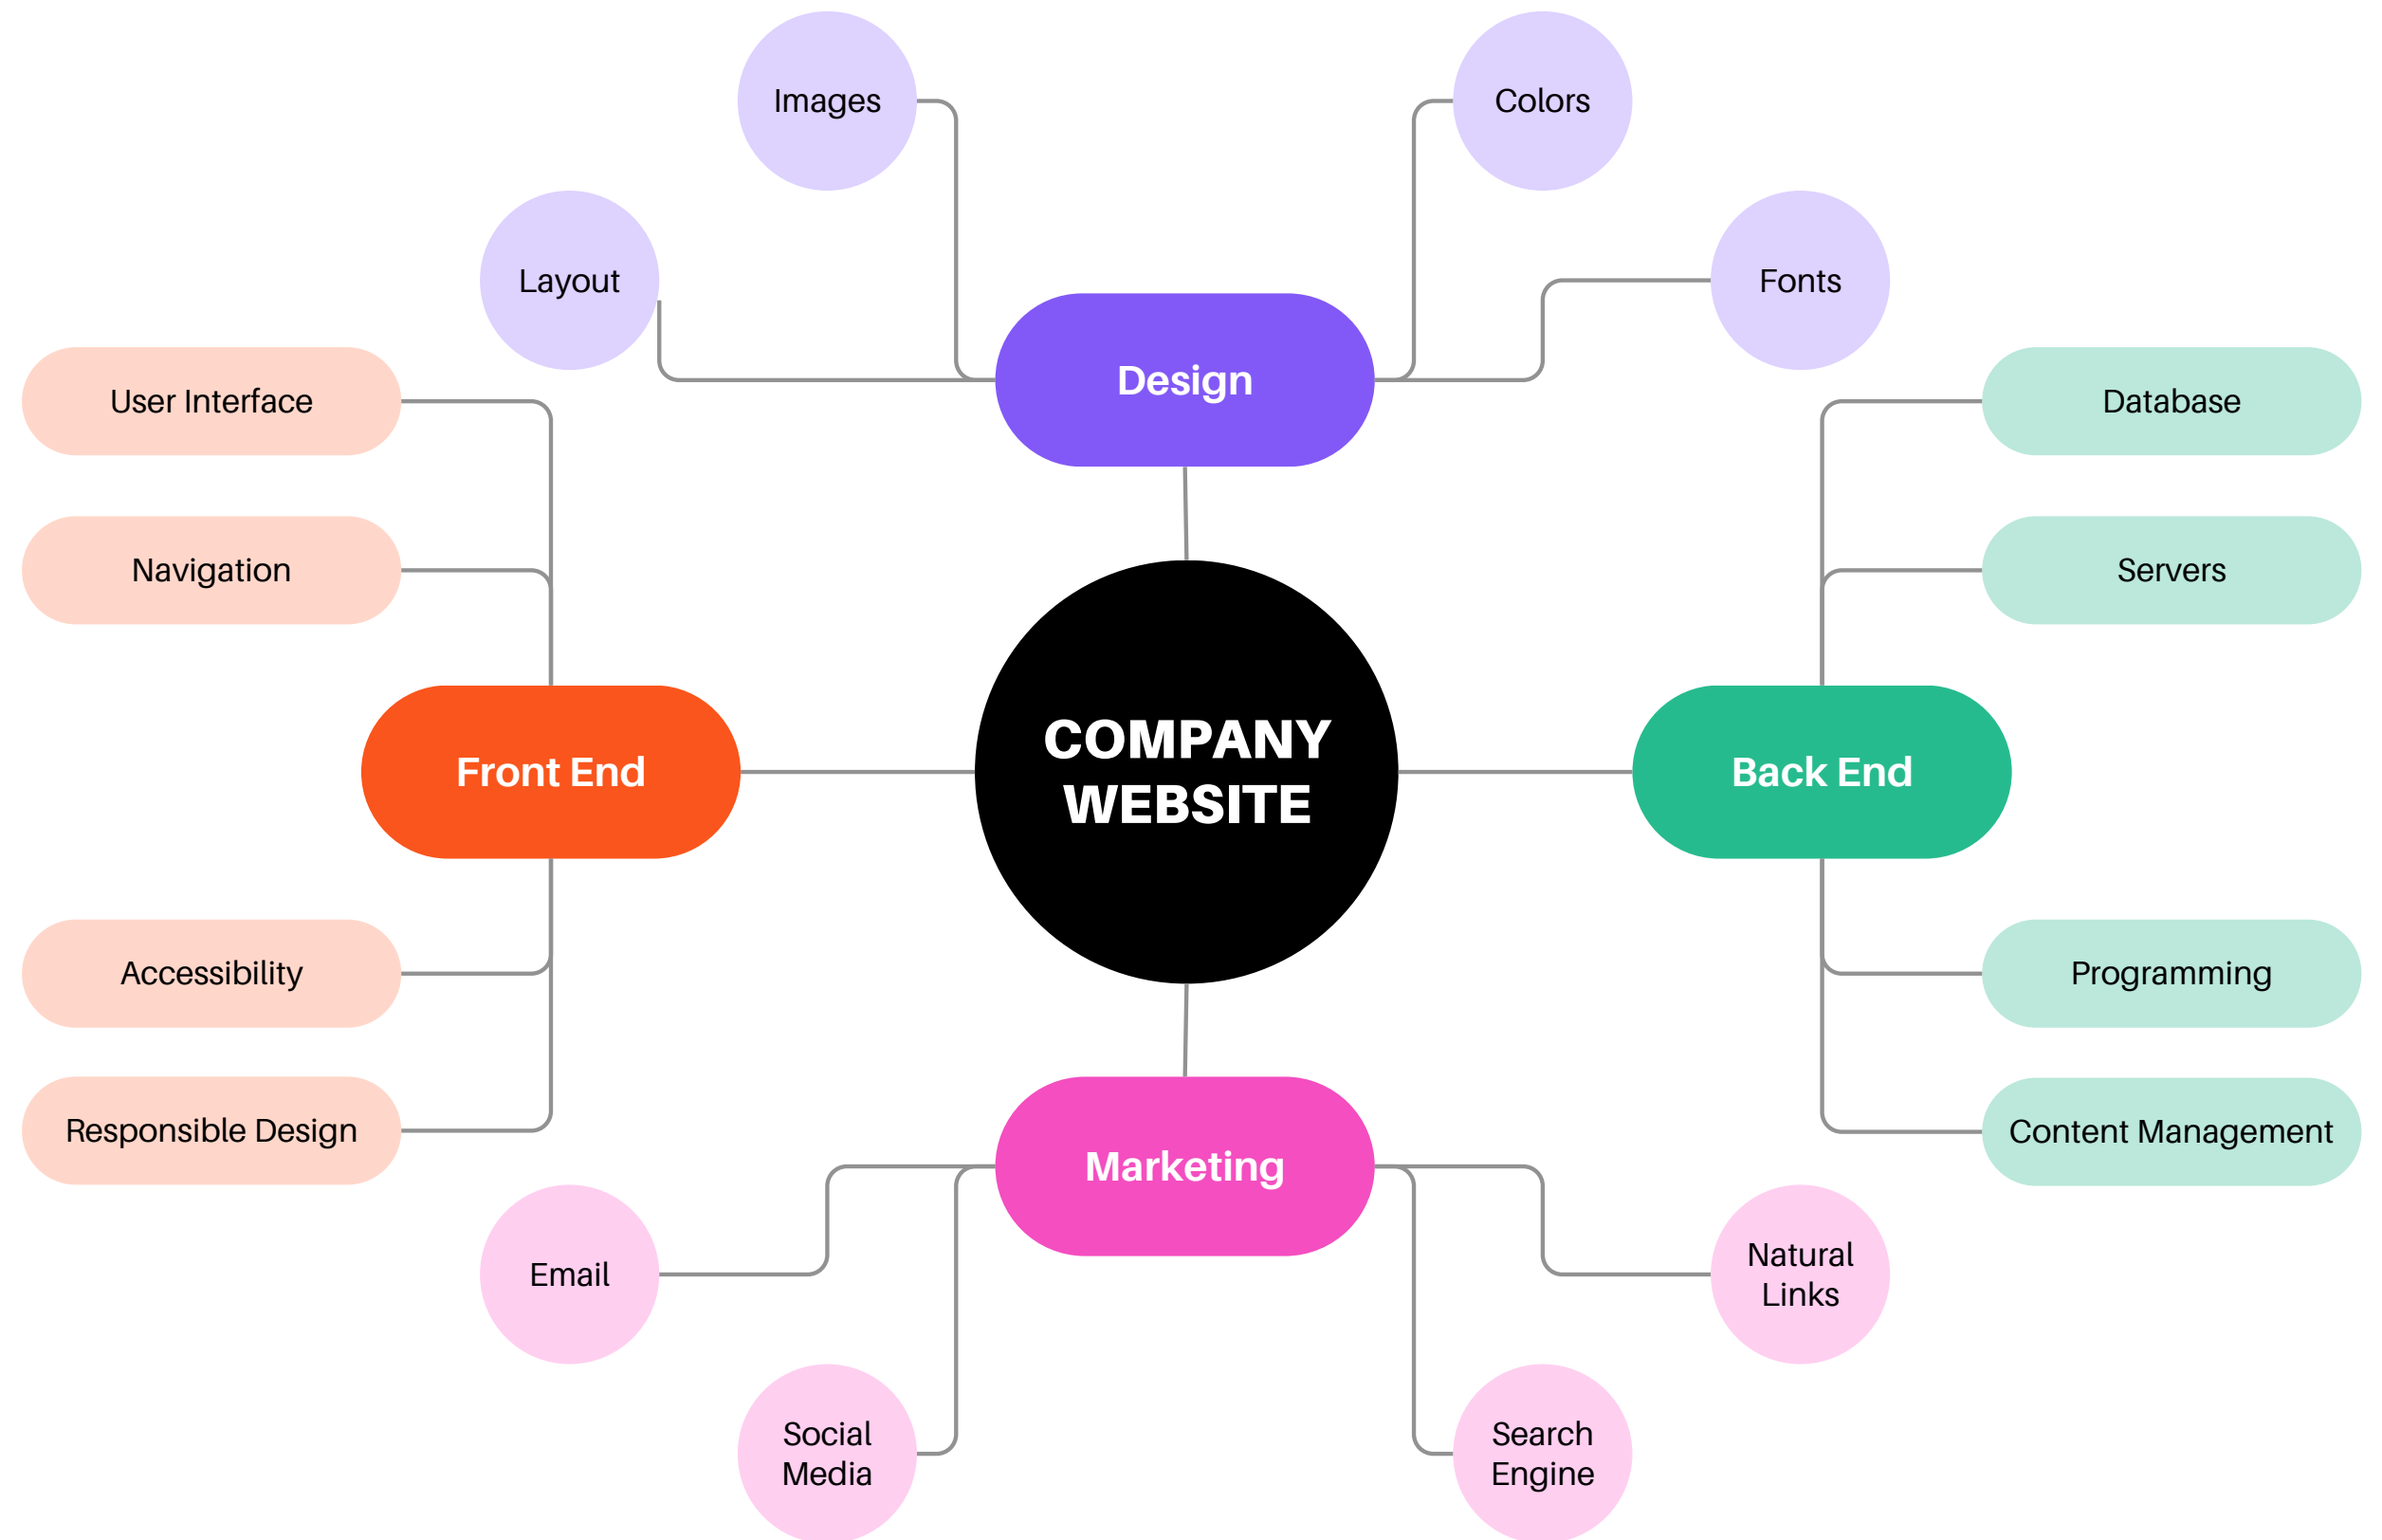 Images
Colors
Layout
Fonts
Design
User Interface
Database
Navigation
Servers
COMPANY
WEBSITE
Front End
Back End
Accessibility
Programming
Responsible Design
Content Management
Marketing
Email
Natural
Links
Social
Media
Search
Engine